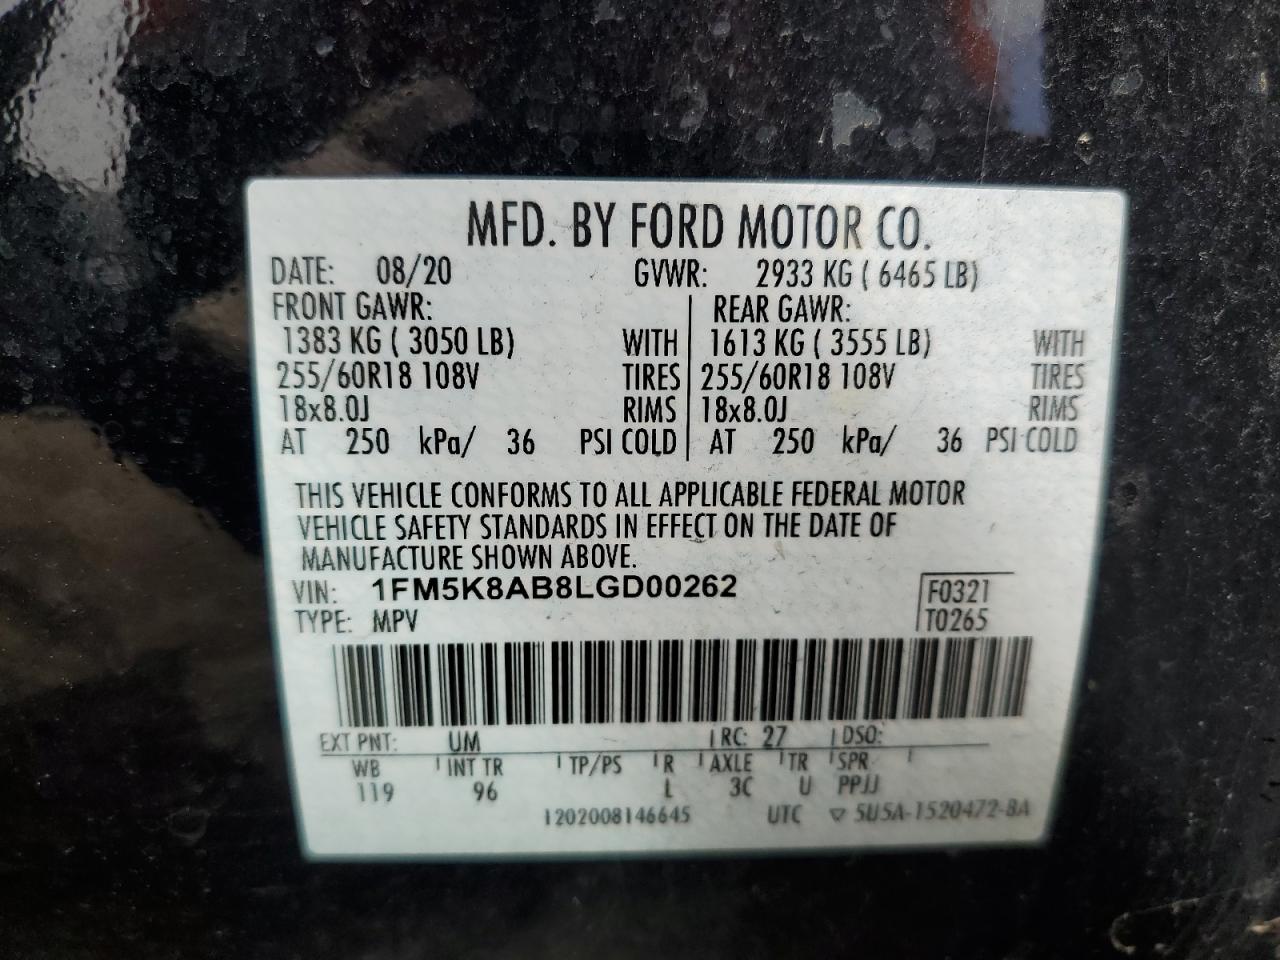 MFD. BY FORD MOTOR CO.
DATE: 08/20 GVWR: 2933 KG ( 6465 LB)
FRONT GAWR: REAR GAWR:
1383 KG ( 3050 LB) WITH 1613 KG ( 3555 LB) WITH
255/60R18 108V TIRES 255/60R18 108V TIRES
18x8.0J RIMS 18x8.0J RIMS
AT 250 kPa/ 36 PSI COLD AT 250 kPa/ 36 PSI COLD
THIS VEHICLE CONFORMS TO ALL APPLICABLE FEDERAL MOTOR
VEHICLE SAFETY STANDARDS IN EFFECT ON THE DATE OF
MANUFACTURE SHOWN ABOVE.
VIN: 1FM5K8AB8LGD00262 F0321
TYPE: MPV T0265
EXT PNT: UM RC: 27 DSO:
WB INT TR TP/PS R AXLE TR SPR
119 96 L 3C U PPJJ
1202008146645 UTC ▽ 5U5A-1520472-BA